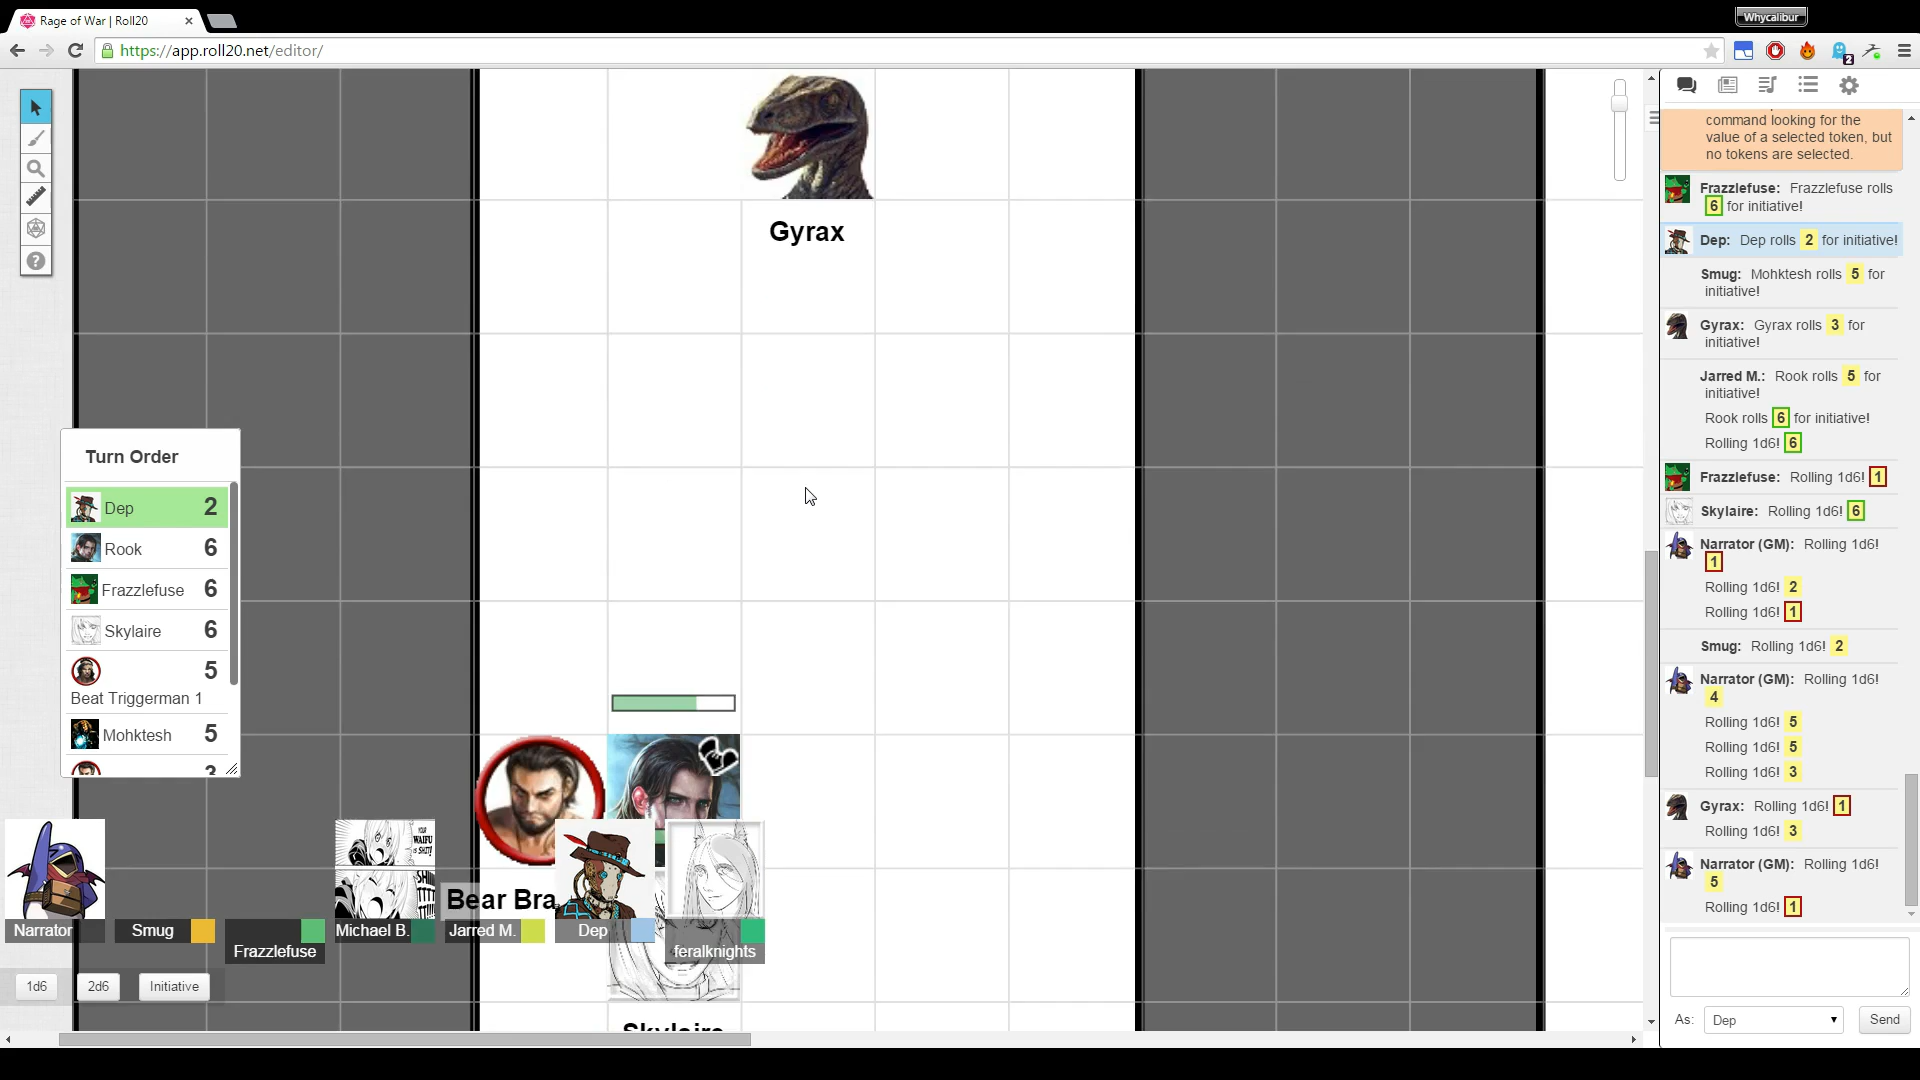 Rage of War | Roll20
Whycalibur
https://app.roll20.net/editor/
2
Gyrax
Turn Order
Dep 2
Rook 6
Frazzlefuse 6
Skylaire 6
5
Beat Triggerman 1
Mohktesh 5
YOUR
WAIFU
IS SHIT!
Bear Bra
Skylaire
Narrator
Smug
Frazzlefuse
Michael B.
Jarred M.
Dep
feralknights
1d6
2d6
Initiative
command looking for the
value of a selected token, but
no tokens are selected.
Frazzlefuse: Frazzlefuse rolls
6 for initiative!
Dep: Dep rolls 2 for initiative!
Smug: Mohktesh rolls 5 for
initiative!
Gyrax: Gyrax rolls 3 for
initiative!
Jarred M.: Rook rolls 5 for
initiative!
Rook rolls 6 for initiative!
Rolling 1d6! 6
Frazzlefuse: Rolling 1d6! 1
Skylaire: Rolling 1d6! 6
Narrator (GM): Rolling 1d6!
1
Rolling 1d6! 2
Rolling 1d6! 1
Smug: Rolling 1d6! 2
Narrator (GM): Rolling 1d6!
4
Rolling 1d6! 5
Rolling 1d6! 5
Rolling 1d6! 3
Gyrax: Rolling 1d6! 1
Rolling 1d6! 3
Narrator (GM): Rolling 1d6!
5
Rolling 1d6! 1
As: Dep Send